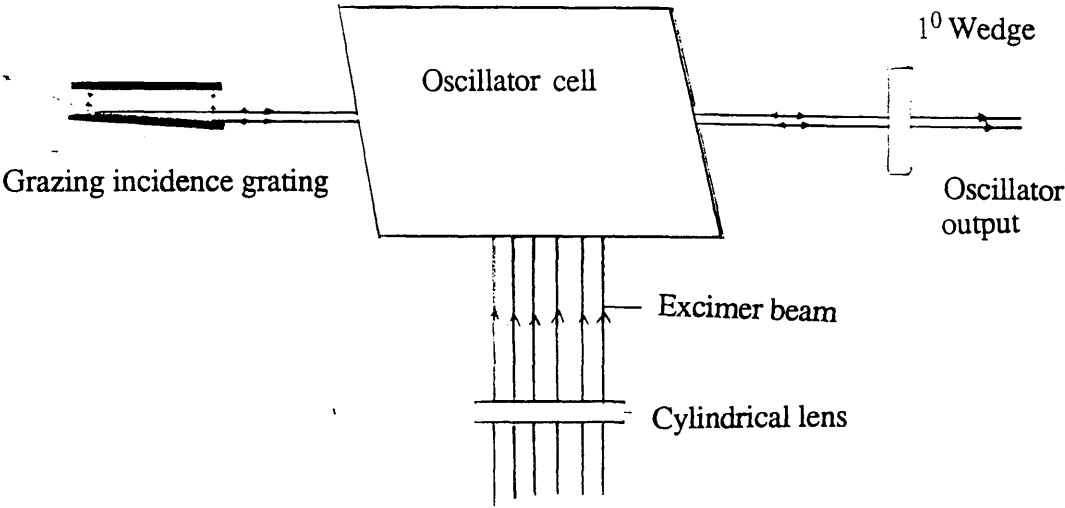 1⁰ Wedge
Oscillator cell
Grazing incidence grating
Oscillator
output
Excimer beam
Cylindrical lens